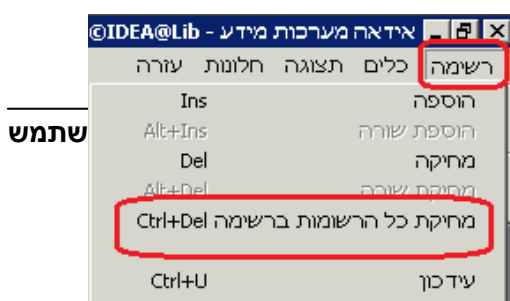 אידאה מערכות מידע - IDEA@Lib©
רשימה כלים תצוגה חלונות עזרה
הוספה Ins
הוספת שורה Alt+Ins
שתמש
מחיקה Del
מחיקת שורה Alt+Del
מחיקת כל הרשומות ברשימה Ctrl+Del
עידכון Ctrl+U